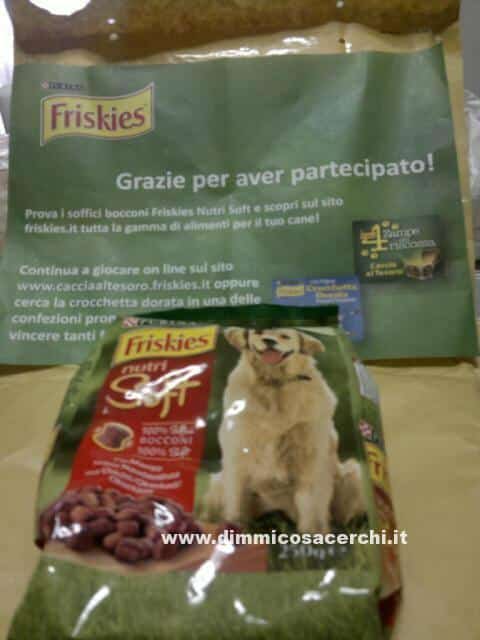 PURINA
Friskies
Grazie per aver partecipato!
Prova i soffici bocconi Friskies Nutri Soft e scopri sul sito
friskies.it tutta la gamma di alimenti per il tuo cane!
4 Zampe
Ricompensa
Caccia
al Tesoro
Continua a giocare on line sul sito
www.cacciaaltesoro.friskies.it oppure
cerca la crocchetta dorata in una delle
confezioni
vincere tanti
Crocchetta
Dorata
PURINA
Friskies
nutri
Soft
100%
BOCCONI
100%
www.dimmicosacerchi.it
250g e